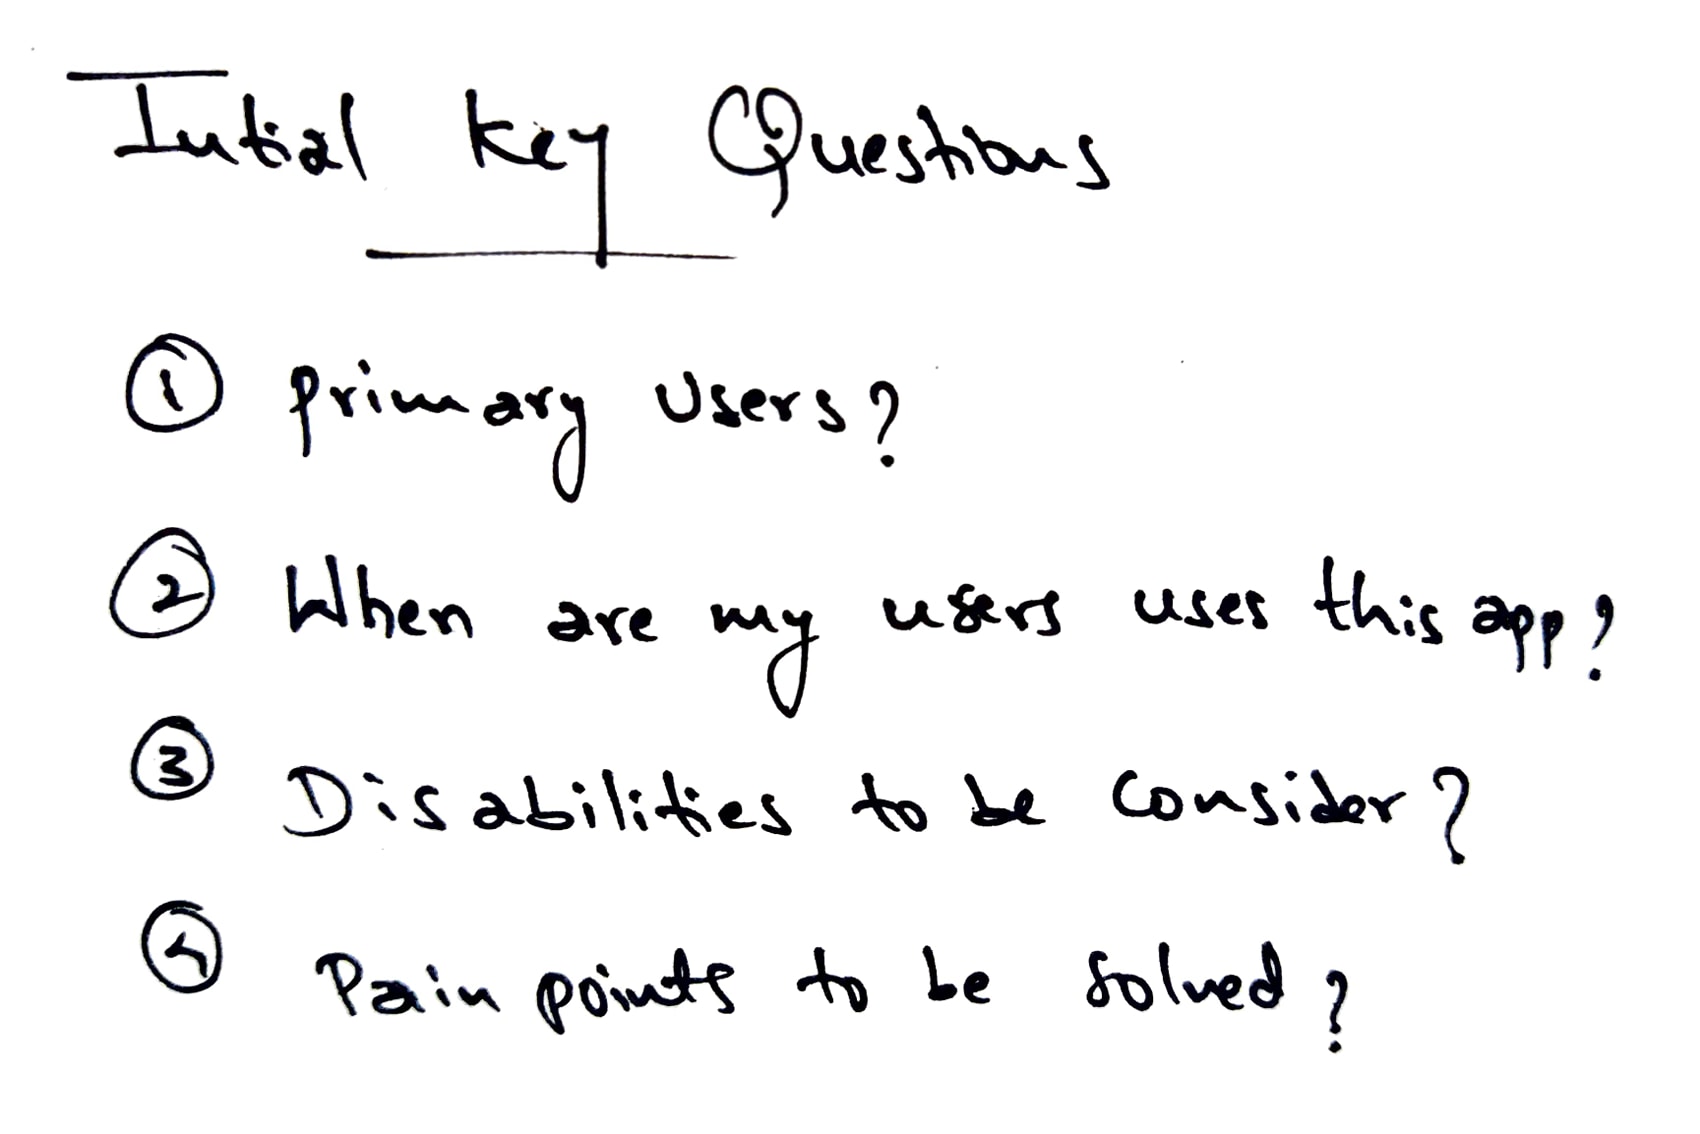 Intial Key Questions
① Primary Users?
② When are my users uses this app?
③ Disabilities to be consider?
④ Pain points to be solved?